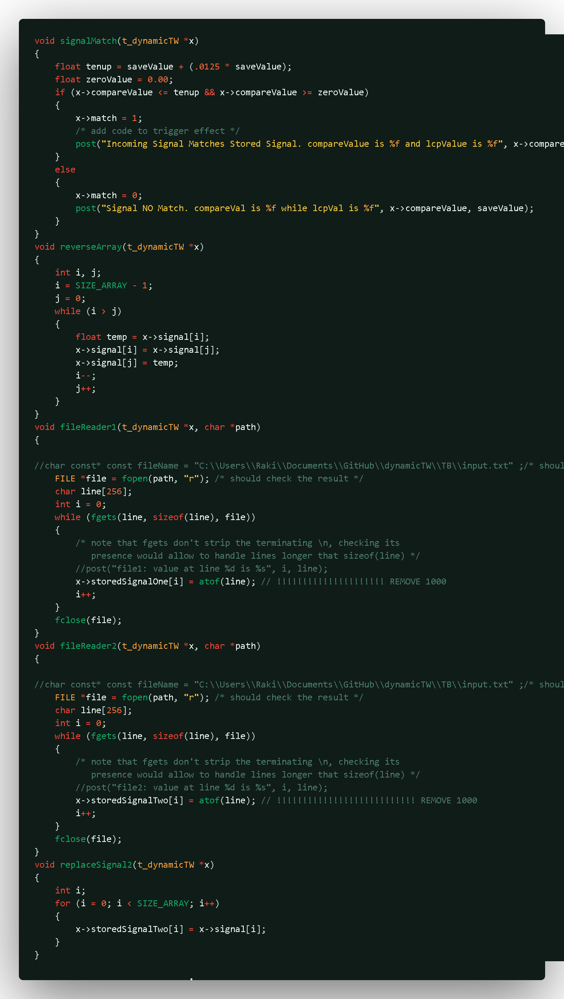 void signalMatch(t_dynamicTW *x)
{
    float tenup = saveValue + (.0125 * saveValue);
    float zeroValue = 0.00;
    if (x->compareValue <= tenup && x->compareValue >= zeroValue)
    {
        x->match = 1;
        /* add code to trigger effect */
        post("Incoming Signal Matches Stored Signal. compareValue is %f and lcpValue is %f", x->compare
    }
    else
    {
        x->match = 0;
        post("Signal NO Match. compareVal is %f while lcpVal is %f", x->compareValue, saveValue);
    }
}
void reverseArray(t_dynamicTW *x)
{
    int i, j;
    i = SIZE_ARRAY - 1;
    j = 0;
    while (i > j)
    {
        float temp = x->signal[i];
        x->signal[i] = x->signal[j];
        x->signal[j] = temp;
        i--;
        j++;
    }
}
void fileReader1(t_dynamicTW *x, char *path)
{

//char const* const fileName = "C:\\Users\\Raki\\Documents\\GitHub\\dynamicTW\\TB\\input.txt" ;/* shoul
    FILE *file = fopen(path, "r"); /* should check the result */
    char line[256];
    int i = 0;
    while (fgets(line, sizeof(line), file))
    {
        /* note that fgets don't strip the terminating \n, checking its
           presence would allow to handle lines longer that sizeof(line) */
        //post("file1: value at line %d is %s", i, line);
        x->storedSignalOne[i] = atof(line); // !!!!!!!!!!!!!!!!!!!!! REMOVE 1000
        i++;
    }
    fclose(file);
}
void fileReader2(t_dynamicTW *x, char *path)
{

//char const* const fileName = "C:\\Users\\Raki\\Documents\\GitHub\\dynamicTW\\TB\\input.txt" ;/* shoul
    FILE *file = fopen(path, "r"); /* should check the result */
    char line[256];
    int i = 0;
    while (fgets(line, sizeof(line), file))
    {
        /* note that fgets don't strip the terminating \n, checking its
           presence would allow to handle lines longer that sizeof(line) */
        //post("file2: value at line %d is %s", i, line);
        x->storedSignalTwo[i] = atof(line); // !!!!!!!!!!!!!!!!!!!!!!!!!!! REMOVE 1000
        i++;
    }
    fclose(file);
}
void replaceSignal2(t_dynamicTW *x)
{
    int i;
    for (i = 0; i < SIZE_ARRAY; i++)
    {
        x->storedSignalTwo[i] = x->signal[i];
    }
}